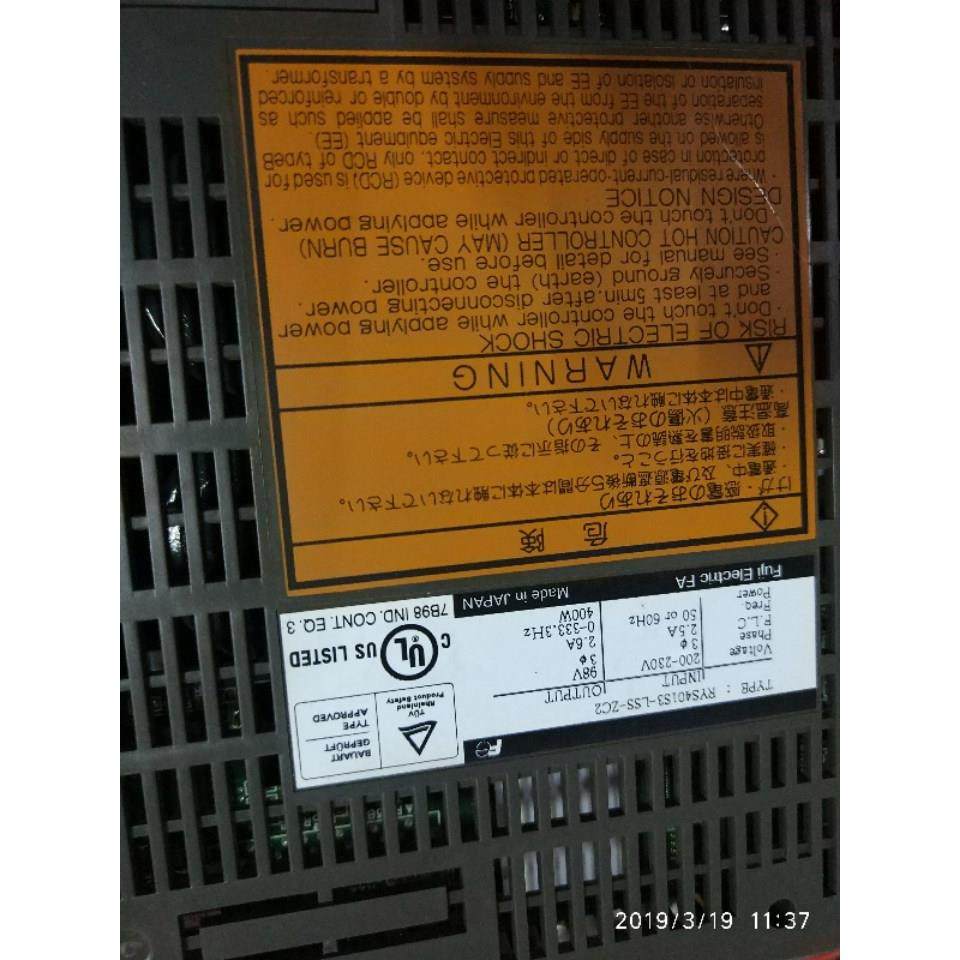 Fe
TYPE : RYS401S3-LSS-ZC2
INPUT OUTPUT
Voltage 200-230V 98V
Phase 3φ 3φ
F.L.C 2.5A 2.6A
Freq. 50 or 60Hz 0-333.3Hz
Power 400W
Fuji Electric FA Made in JAPAN
BAUART
GEPRÜFT
TYPE
APPROVED
TÜV
Rheinland
Product Safety
C UL ® US LISTED
7B98 IND. CONT. EQ. 3
危険
けが・感電のおそれあり
・通電中、及び電源遮断後5分間は本体に触れないで下さい。
・確実に接地を行うこと。
・取扱説明書を熟読の上、その指示に従って下さい。
高温注意 (火傷のおそれあり)
・通電中は本体に触れないで下さい。
WARNING
RISK OF ELECTRIC SHOCK
· Don't touch the controller while applying power
and at least 5min.after disconnecting power.
· Securely ground (earth) the controller.
· See manual for detail before use.
CAUTION HOT CONTROLLER (MAY CAUSE BURN)
· Don't touch the controller while applying power.
DESIGN NOTICE
· Where residual-current-operated protective device (RCD) is used for
protection in case of direct or indirect contact, only RCD of typeB
is allowed on the supply side of this Electric equipment (EE)
Otherwise another protective measure shall be applied such as
separation of the EE from the environment by double or reinforced
insulation or isolation of EE and supply system by a transformer.
2019/3/19 11:37